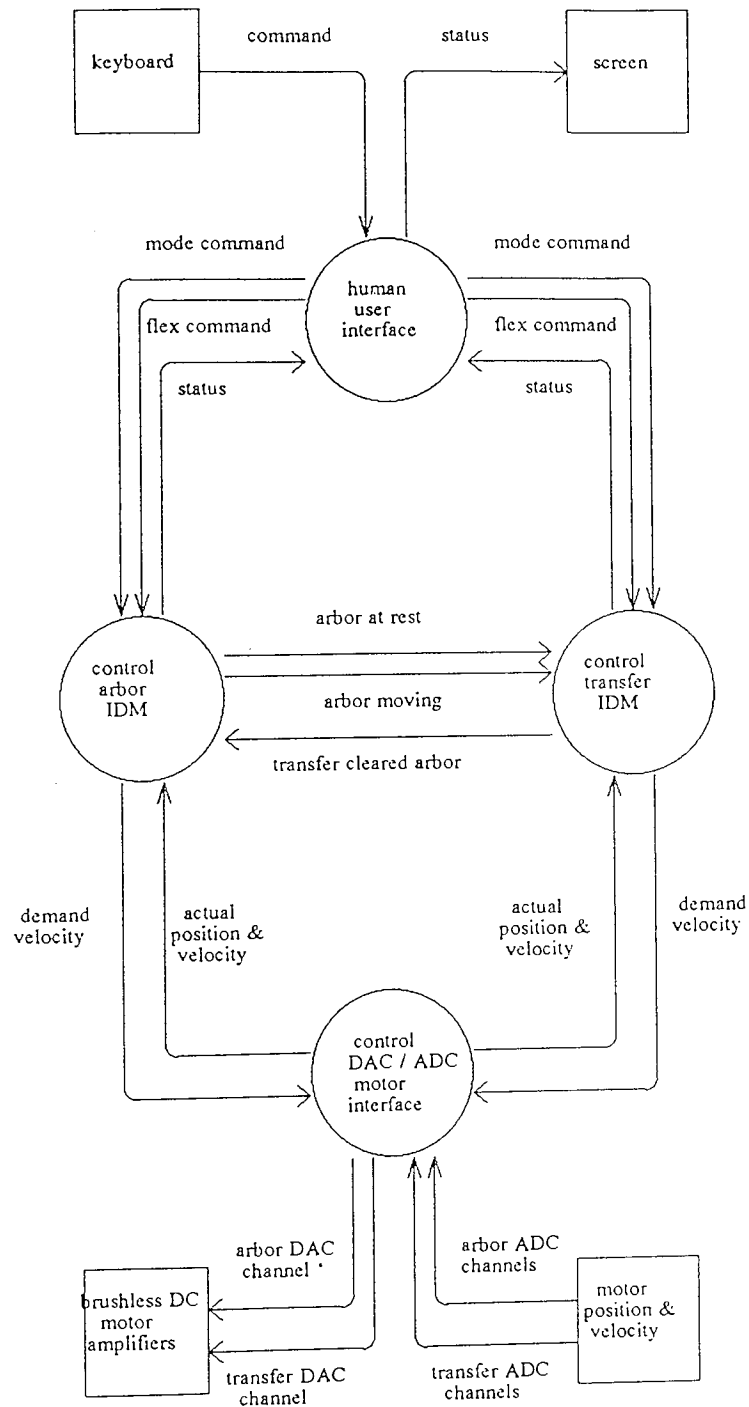 command
status
keyboard
screen
mode command
mode command
human
user
interface
flex command
flex command
status
status
arbor at rest
control
arbor
IDM
control
transfer
IDM
arbor moving
transfer cleared arbor
demand
velocity
actual
position &
velocity
actual
position &
velocity
demand
velocity
control
DAC / ADC
motor
interface
arbor DAC
channel
arbor ADC
channels
brushless DC
motor
amplifiers
motor
position &
velocity
transfer DAC
channel
transfer ADC
channels